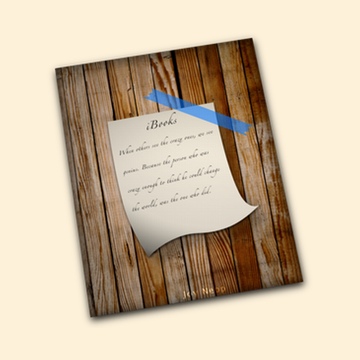 iBooks
When others see the crazy ones, we see
genius. Because the person who was
crazy enough to think he could change
the world, was the one who did.